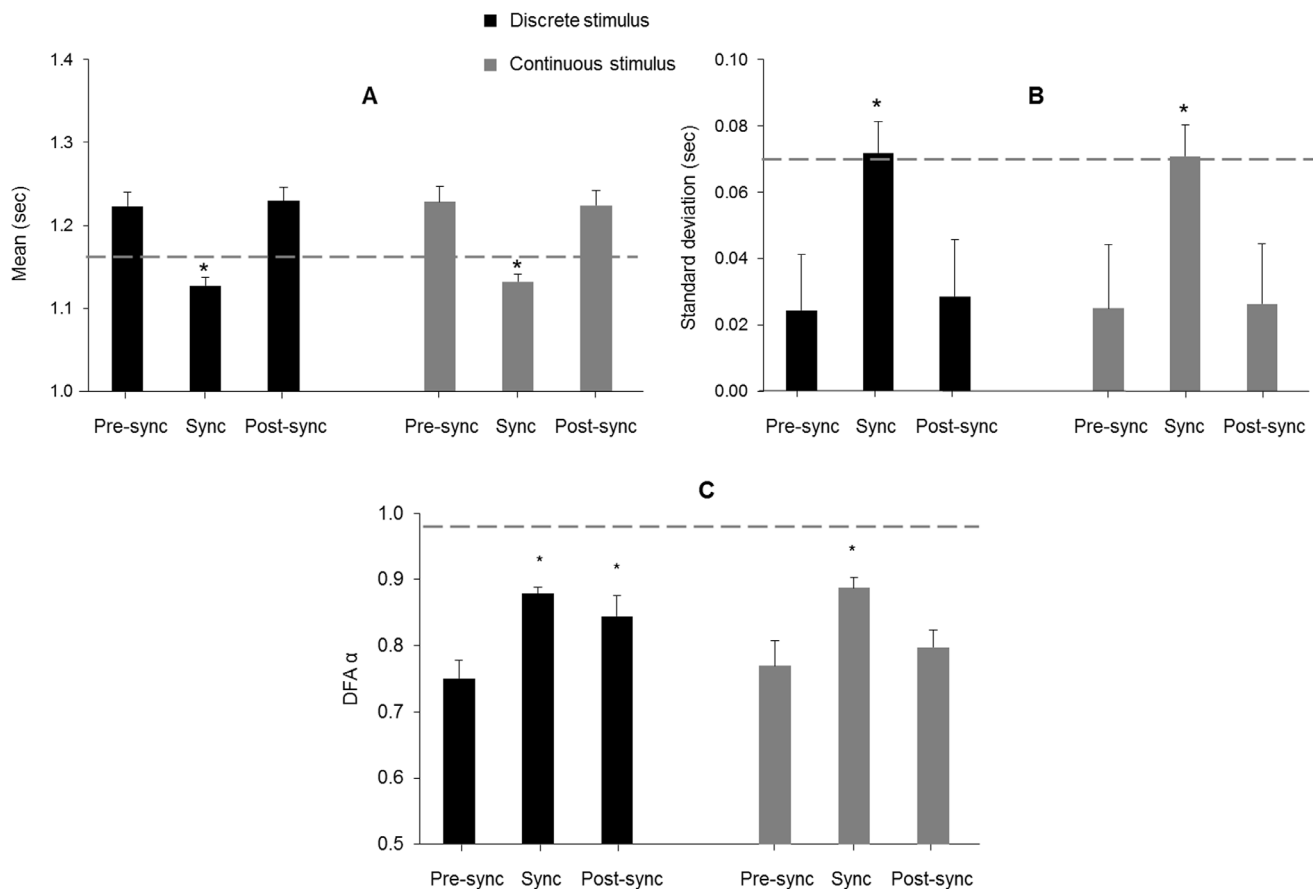 Discrete stimulus
Continuous stimulus
A
Mean (sec)
1.4
1.3
1.2
1.1
1.0
*
*
Pre-sync Sync Post-sync Pre-sync Sync Post-sync
B
Standard deviation (sec)
0.10
0.08
0.06
0.04
0.02
0.00
*
*
Pre-sync Sync Post-sync Pre-sync Sync Post-sync
C
DFA α
1.0
0.9
0.8
0.7
0.6
0.5
*
*
*
Pre-sync Sync Post-sync Pre-sync Sync Post-sync